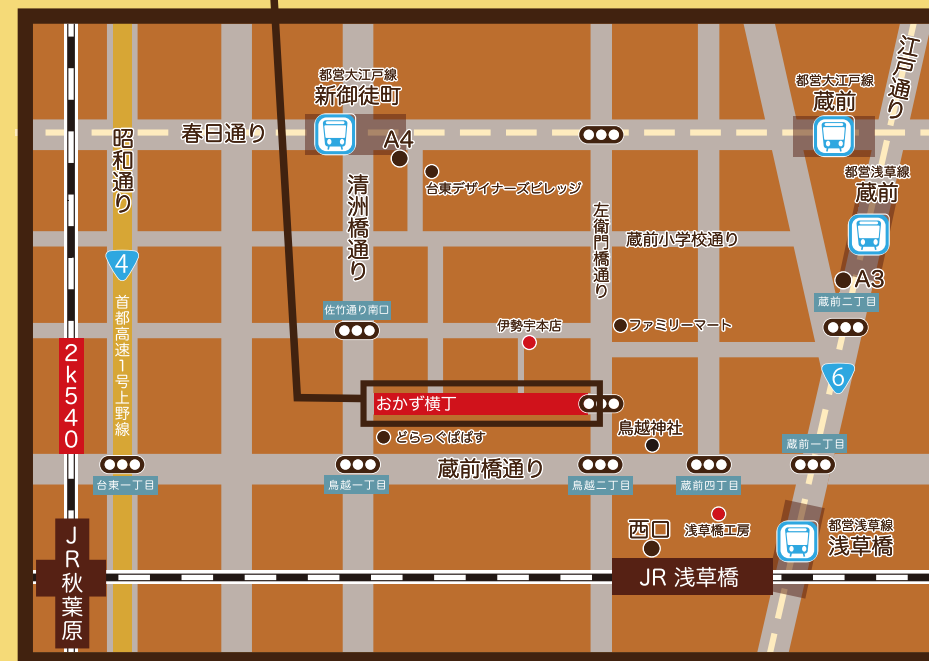 江戸通り
都営大江戸線
新御徒町
都営大江戸線
蔵前
昭和通り
春日通り
A4
台東デザイナーズビレッジ
都営浅草線
蔵前
清洲橋通り
左衛門橋通り
蔵前小学校通り
4
A3
首都高速1号上野線
佐竹通り南口
蔵前二丁目
伊勢宇本店
ファミリーマート
2k540
6
おかず横丁
どらっぐぱぱす
鳥越神社
蔵前一丁目
蔵前橋通り
台東一丁目
鳥越一丁目
鳥越二丁目
蔵前四丁目
西口
浅草橋工房
都営浅草線
浅草橋
JR秋葉原
JR 浅草橋